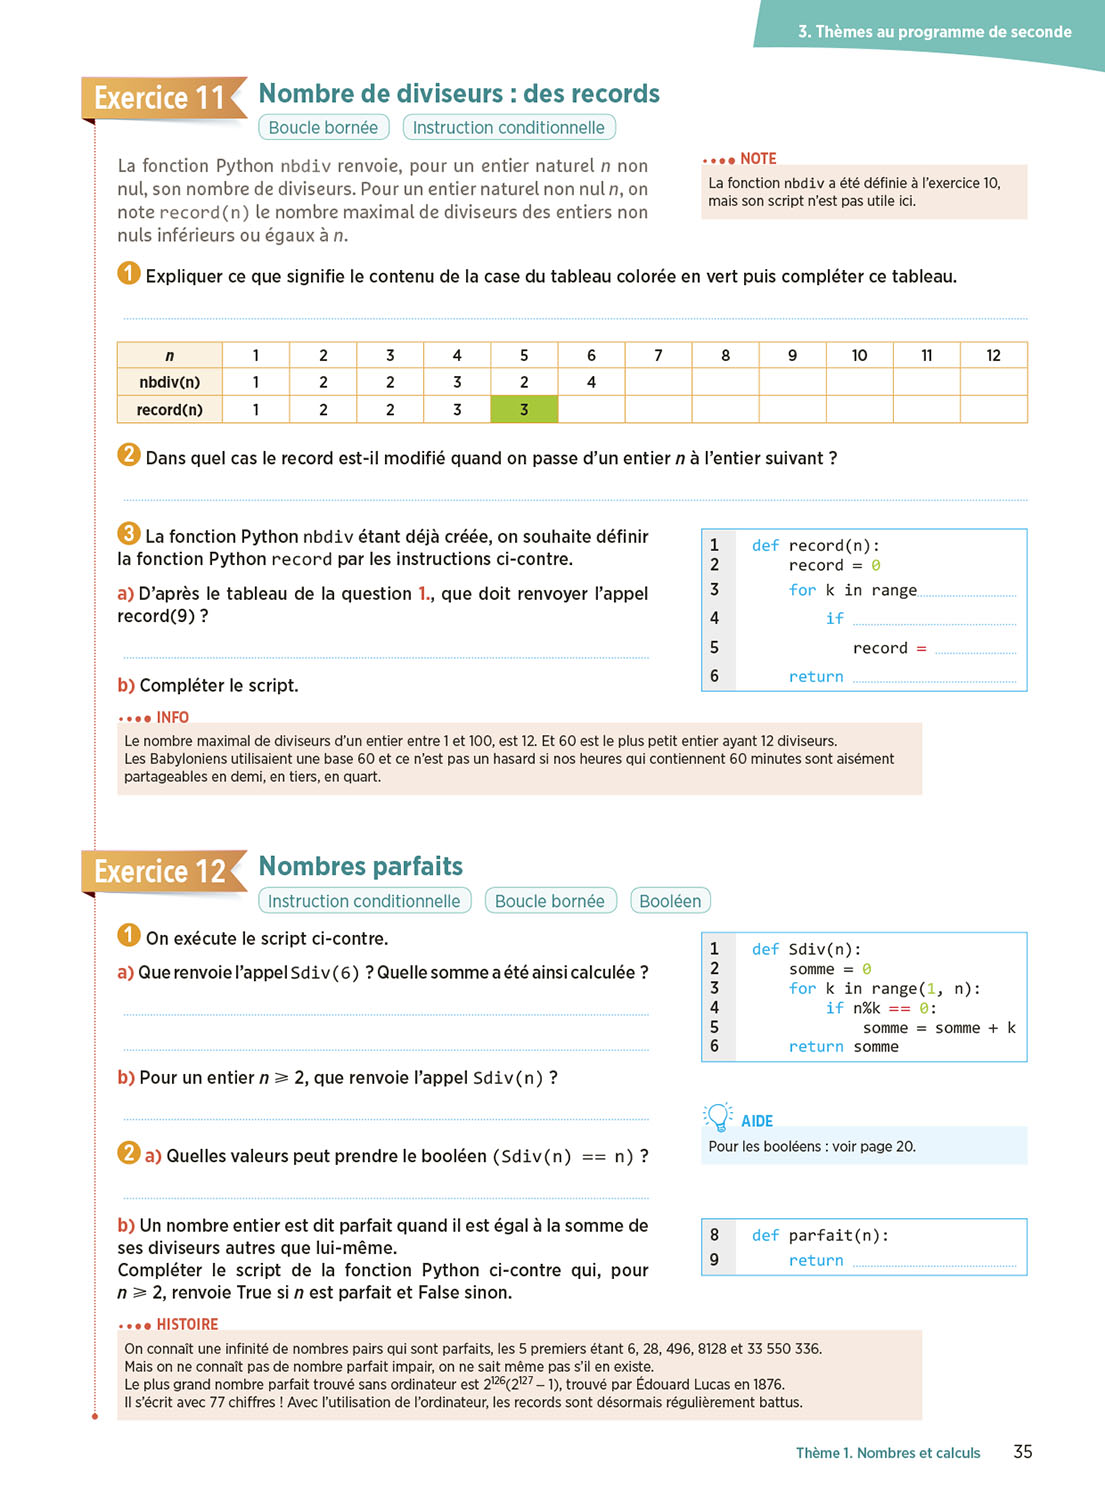 3. Thèmes au programme de seconde
Exercice 11
Nombre de diviseurs : des records
Boucle bornée
Instruction conditionnelle
La fonction Python nbdiv renvoie, pour un entier naturel n non
nul, son nombre de diviseurs. Pour un entier naturel non nul n, on
note record(n) le nombre maximal de diviseurs des entiers non
nuls inférieurs ou égaux à n.
NOTE
La fonction nbdiv a été définie à l'exercice 10,
mais son script n'est pas utile ici.
1 Expliquer ce que signifie le contenu de la case du tableau colorée en vert puis compléter ce tableau.
n 1 2 3 4 5 6 7 8 9 10 11 12
nbdiv(n) 1 2 2 3 2 4
record(n) 1 2 2 3 3
2 Dans quel cas le record est-il modifié quand on passe d'un entier n à l'entier suivant ?
3 La fonction Python nbdiv étant déjà créée, on souhaite définir
la fonction Python record par les instructions ci-contre.
a) D'après le tableau de la question 1., que doit renvoyer l'appel
record(9) ?
b) Compléter le script.
1 def record(n):
2 record = 0
3 for k in range
4 if
5 record =
6 return
INFO
Le nombre maximal de diviseurs d'un entier entre 1 et 100, est 12. Et 60 est le plus petit entier ayant 12 diviseurs.
Les Babyloniens utilisaient une base 60 et ce n'est pas un hasard si nos heures qui contiennent 60 minutes sont aisément
partageables en demi, en tiers, en quart.
Exercice 12
Nombres parfaits
Instruction conditionnelle
Boucle bornée
Booléen
1 On exécute le script ci-contre.
a) Que renvoie l'appel Sdiv(6) ? Quelle somme a été ainsi calculée ?
b) Pour un entier n ⩾ 2, que renvoie l'appel Sdiv(n) ?
1 def Sdiv(n):
2 somme = 0
3 for k in range(1, n):
4 if n%k == 0:
5 somme = somme + k
6 return somme
AIDE
Pour les booléens : voir page 20.
2 a) Quelles valeurs peut prendre le booléen (Sdiv(n) == n) ?
b) Un nombre entier est dit parfait quand il est égal à la somme de
ses diviseurs autres que lui-même.
Compléter le script de la fonction Python ci-contre qui, pour
n ⩾ 2, renvoie True si n est parfait et False sinon.
8 def parfait(n):
9 return
HISTOIRE
On connaît une infinité de nombres pairs qui sont parfaits, les 5 premiers étant 6, 28, 496, 8128 et 33 550 336.
Mais on ne connaît pas de nombre parfait impair, on ne sait même pas s'il en existe.
Le plus grand nombre parfait trouvé sans ordinateur est 2¹²⁶(2¹²⁷ – 1), trouvé par Édouard Lucas en 1876.
Il s'écrit avec 77 chiffres ! Avec l'utilisation de l'ordinateur, les records sont désormais régulièrement battus.
Thème 1. Nombres et calculs 35